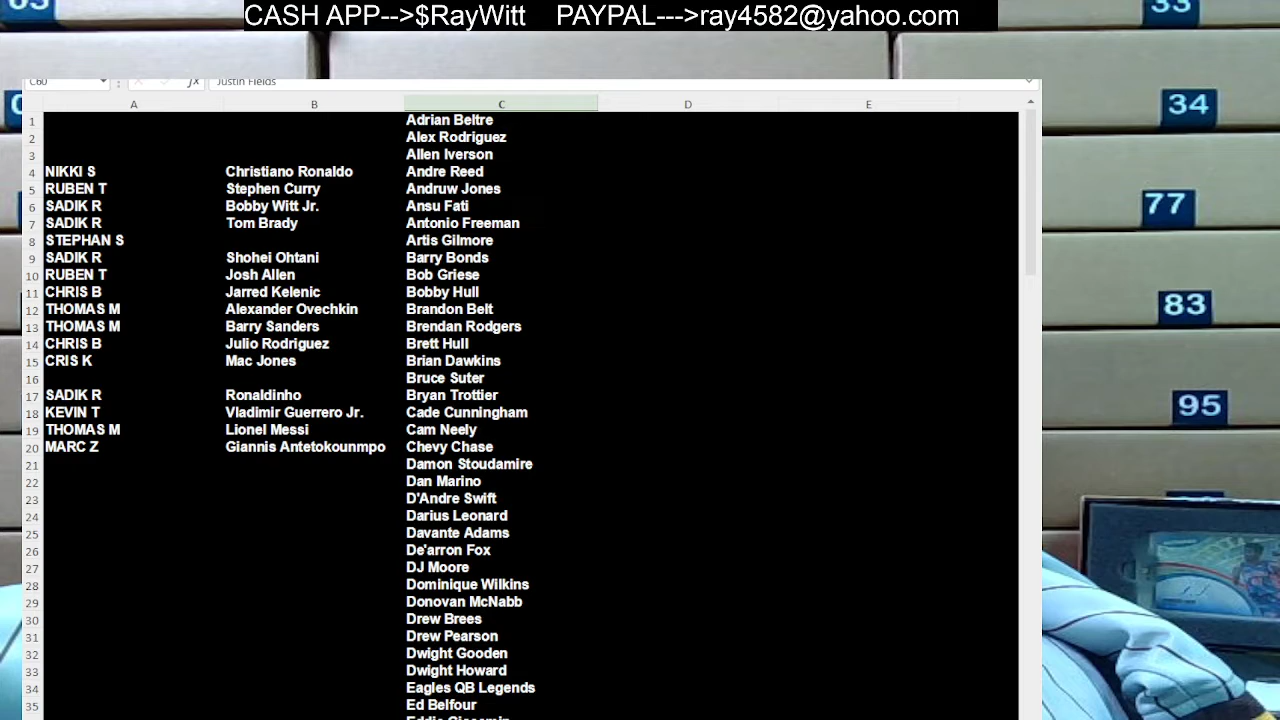 CASH APP-->$RayWitt PAYPAL--->ray4582@yahoo.com
33
34
77
83
95
C60 fx Justin Fields
A B C D E
1 Adrian Beltre
2 Alex Rodriguez
3 Allen Iverson
4 NIKKI S Christiano Ronaldo Andre Reed
5 RUBEN T Stephen Curry Andruw Jones
6 SADIK R Bobby Witt Jr. Ansu Fati
7 SADIK R Tom Brady Antonio Freeman
8 STEPHAN S Artis Gilmore
9 SADIK R Shohei Ohtani Barry Bonds
10 RUBEN T Josh Allen Bob Griese
11 CHRIS B Jarred Kelenic Bobby Hull
12 THOMAS M Alexander Ovechkin Brandon Belt
13 THOMAS M Barry Sanders Brendan Rodgers
14 CHRIS B Julio Rodriguez Brett Hull
15 CRIS K Mac Jones Brian Dawkins
16 Bruce Suter
17 SADIK R Ronaldinho Bryan Trottier
18 KEVIN T Vladimir Guerrero Jr. Cade Cunningham
19 THOMAS M Lionel Messi Cam Neely
20 MARC Z Giannis Antetokounmpo Chevy Chase
21 Damon Stoudamire
22 Dan Marino
23 D'Andre Swift
24 Darius Leonard
25 Davante Adams
26 De'arron Fox
27 DJ Moore
28 Dominique Wilkins
29 Donovan McNabb
30 Drew Brees
31 Drew Pearson
32 Dwight Gooden
33 Dwight Howard
34 Eagles QB Legends
35 Ed Belfour